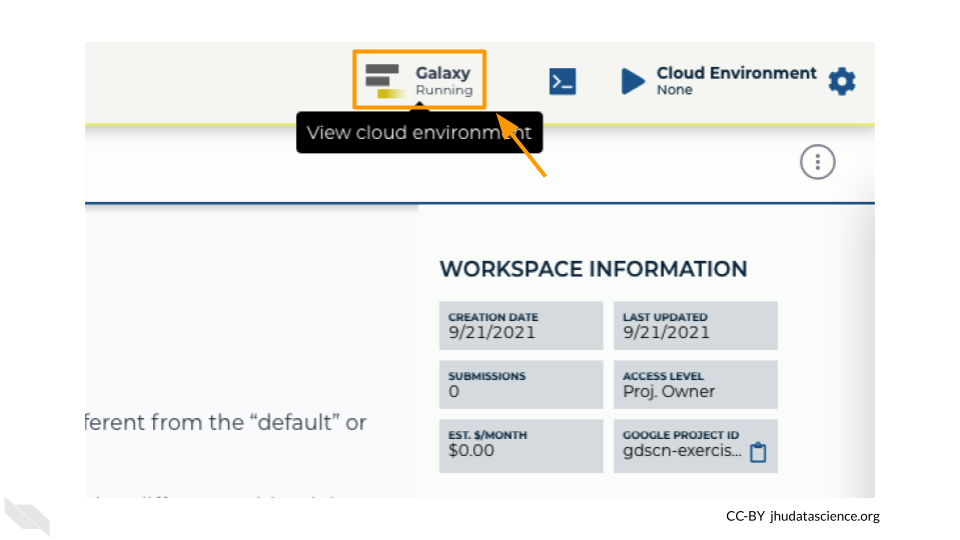 Galaxy
Running
Cloud Environment
None
View cloud environment
WORKSPACE INFORMATION
CREATION DATE
9/21/2021
LAST UPDATED
9/21/2021
SUBMISSIONS
0
ACCESS LEVEL
Proj. Owner
ferent from the “default” or
EST. $/MONTH
$0.00
GOOGLE PROJECT ID
gdscn-exercis...
CC-BY jhudatascience.org